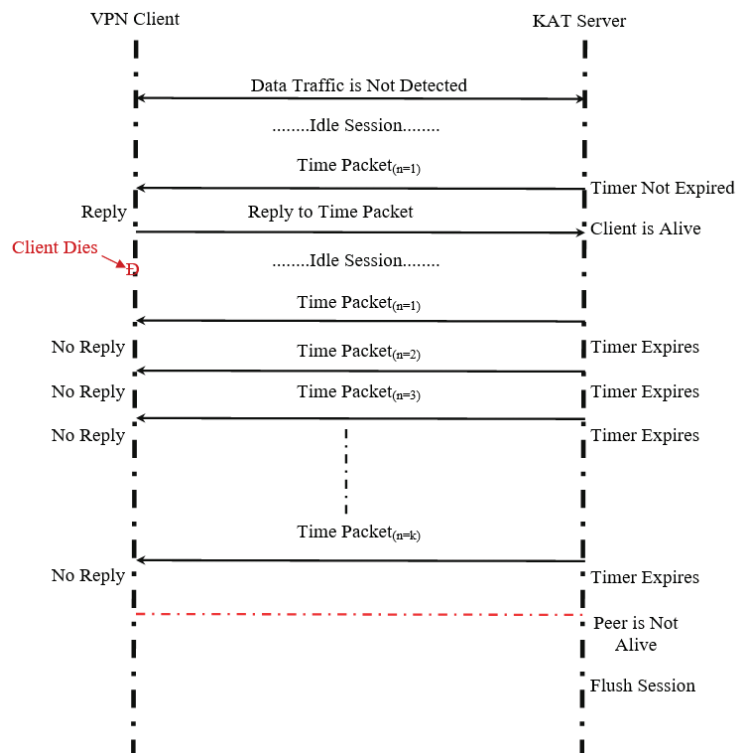 VPN Client
KAT Server
Data Traffic is Not Detected
........Idle Session........
Time Packet(n=1)
Timer Not Expired
Reply
Reply to Time Packet
Client is Alive
Client Dies
D
........Idle Session........
Time Packet(n=1)
No Reply
Time Packet(n=2)
Timer Expires
No Reply
Time Packet(n=3)
Timer Expires
No Reply
Timer Expires
Time Packet(n=k)
No Reply
Timer Expires
Peer is Not
Alive
Flush Session